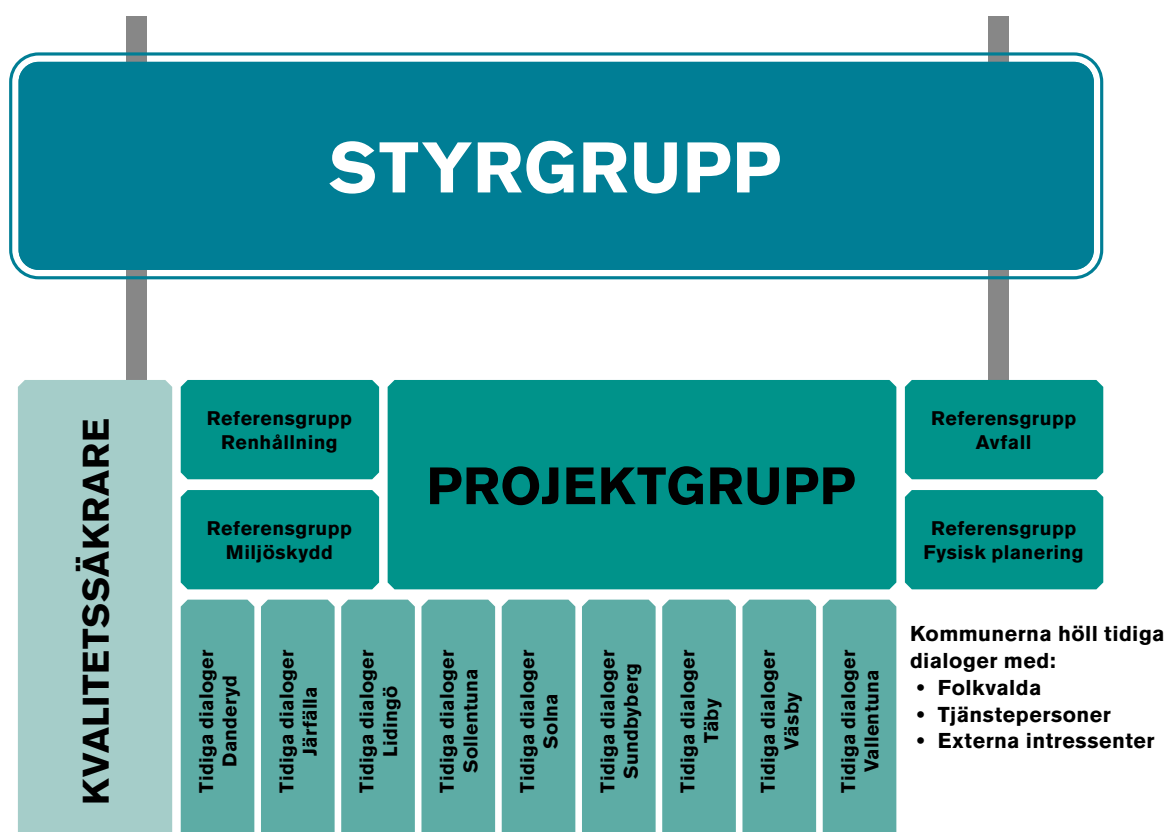 STYRGRUPP
KVALITETSSÄKRARE
Referensgrupp
Renhållning
Referensgrupp
Miljöskydd
PROJEKTGRUPP
Referensgrupp
Avfall
Referensgrupp
Fysisk planering
Tidiga dialoger
Danderyd
Tidiga dialoger
Järfälla
Tidiga dialoger
Lidingö
Tidiga dialoger
Sollentuna
Tidiga dialoger
Solna
Tidiga dialoger
Sundbyberg
Tidiga dialoger
Täby
Tidiga dialoger
Väsby
Tidiga dialoger
Vallentuna
Kommunerna höll tidiga
dialoger med:
• Folkvalda
• Tjänstepersoner
• Externa intressenter